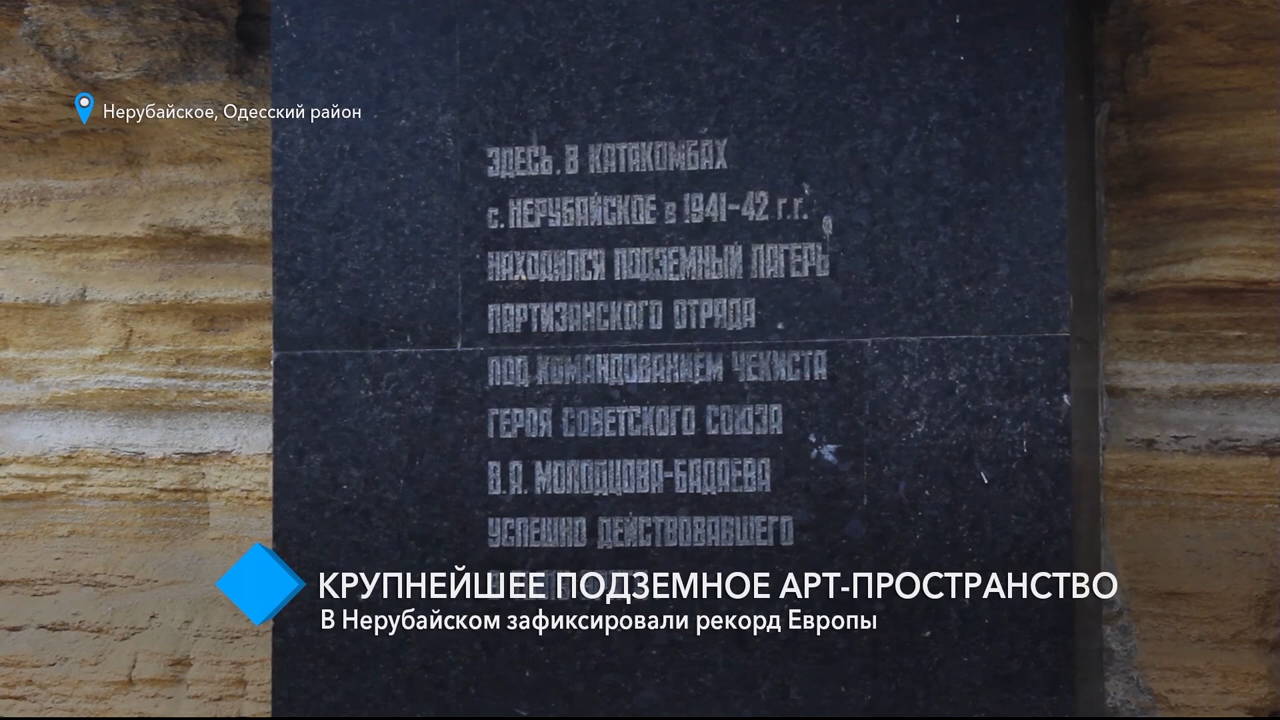 Нерубайское, Одесский район
ЗДЕСЬ, В КАТАКОМБАХ
с. НЕРУБАЙСКОЕ в 1941-42 г.г.
НАХОДИЛСЯ ПОДЗЕМНЫЙ ЛАГЕРЬ
ПАРТИЗАНСКОГО ОТРЯДА
ПОД КОМАНДОВАНИЕМ ЧЕКИСТА
ГЕРОЯ СОВЕТСКОГО СОЮЗА
В.А. МОЛОДЦОВА-БАДАЕВА
УСПЕШНО ДЕЙСТВОВАВШЕГО
КРУПНЕЙШЕЕ ПОДЗЕМНОЕ АРТ-ПРОСТРАНСТВО
В Нерубайском зафиксировали рекорд Европы